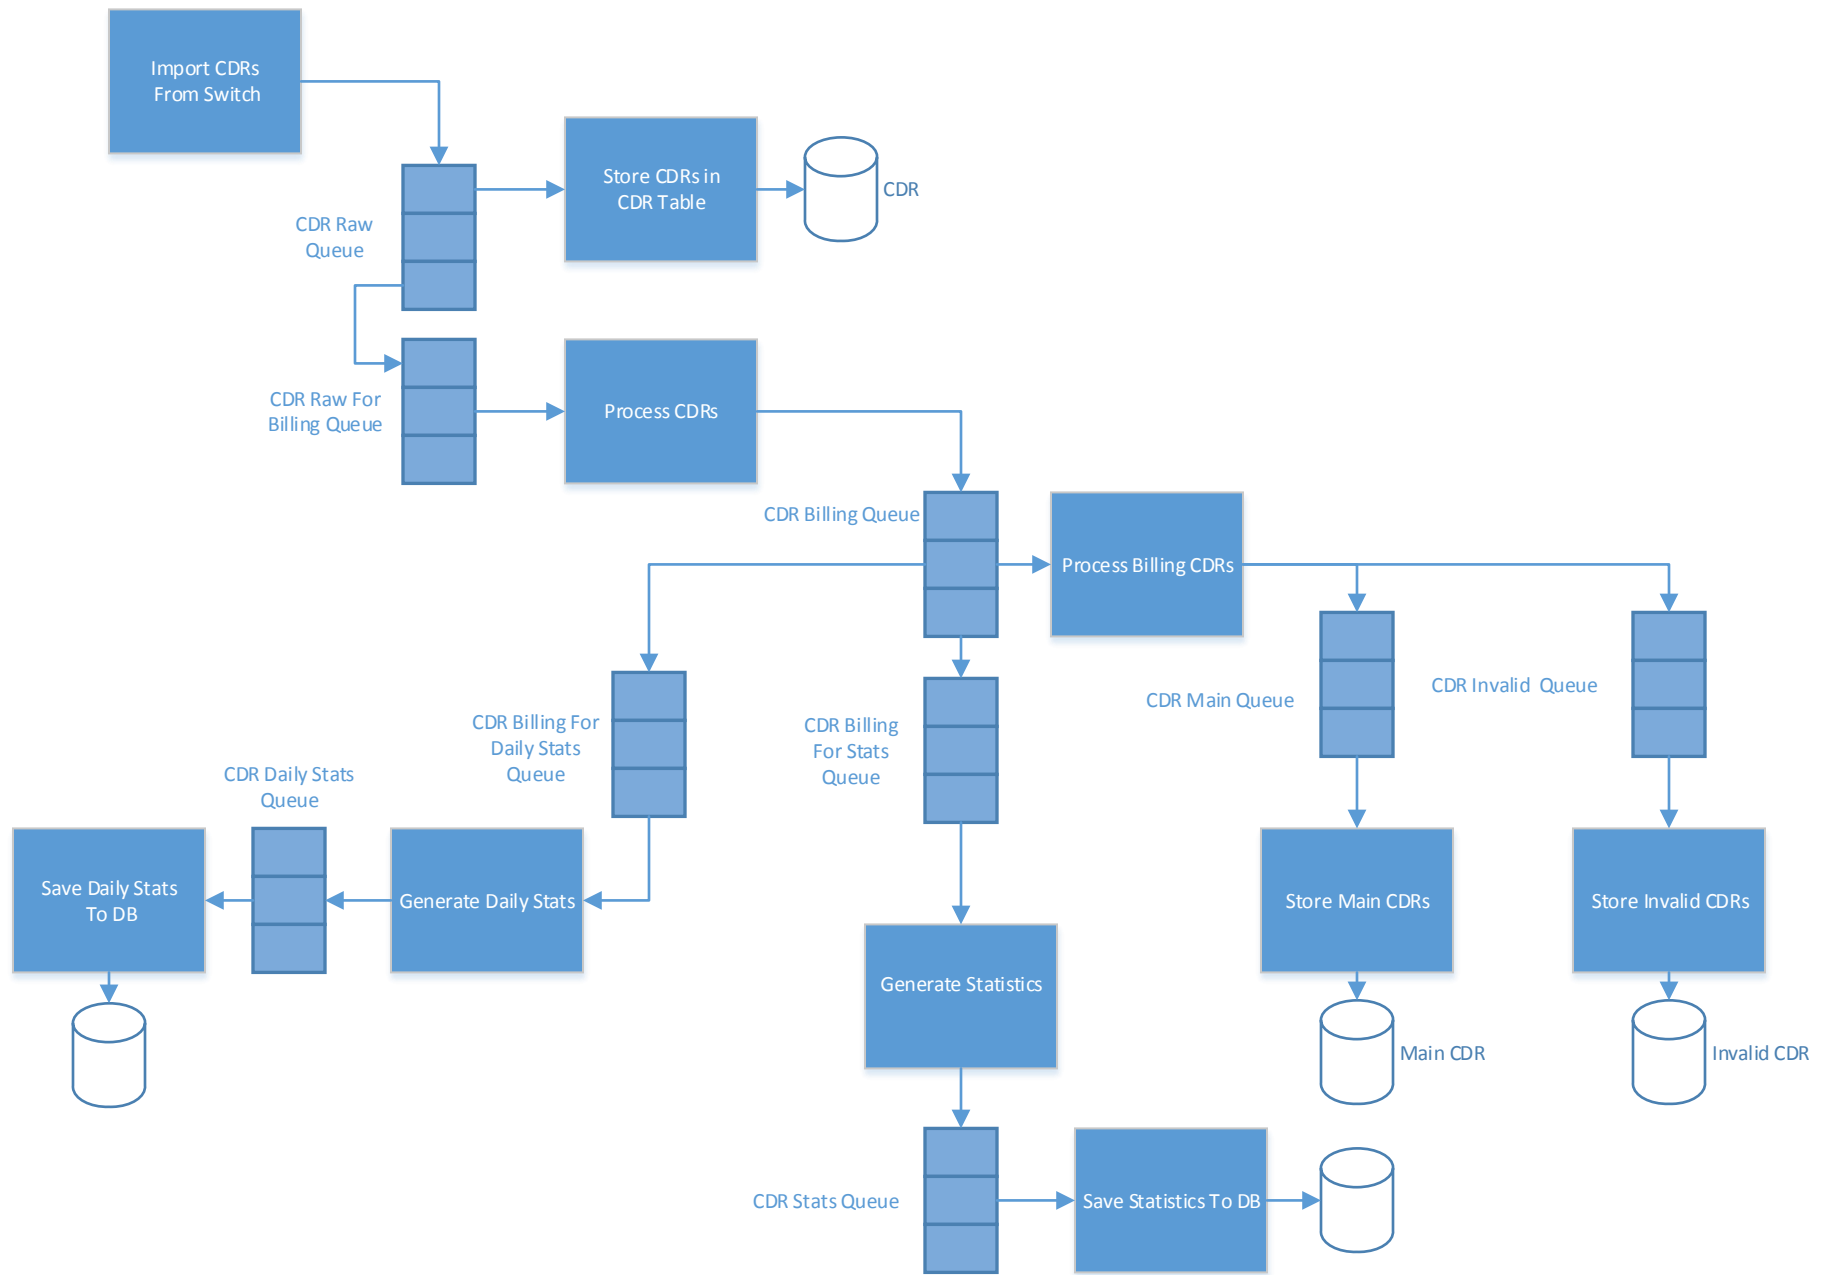 Import CDRs
From Switch
Store CDRs in
CDR Table
CDR
CDR Raw
Queue
CDR Raw For
Billing Queue
Process CDRs
CDR Billing Queue
Process Billing CDRs
CDR Main Queue
CDR Invalid Queue
CDR Billing For
Daily Stats
Queue
CDR Billing
For Stats
Queue
CDR Daily Stats
Queue
Save Daily Stats
To DB
Generate Daily Stats
Store Main CDRs
Store Invalid CDRs
Generate Statistics
Main CDR
Invalid CDR
CDR Stats Queue
Save Statistics To DB